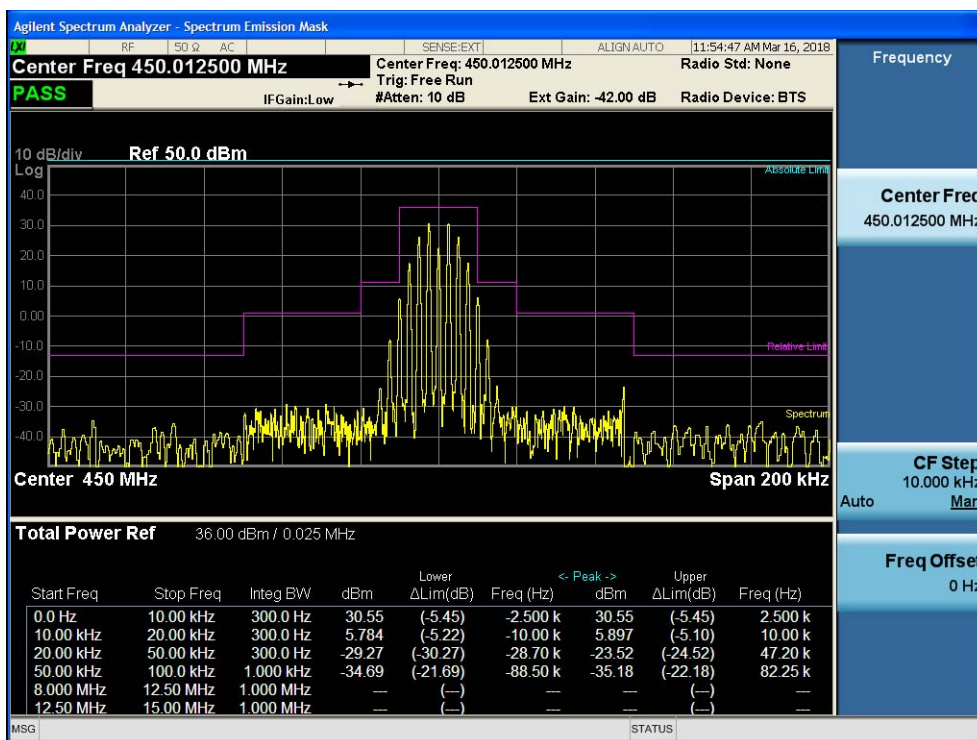 Agilent Spectrum Analyzer - Spectrum Emission Mask
LXI RF 50 Ω AC SENSE:EXT ALIGN AUTO 11:54:47 AM Mar 16, 2018
Center Freq 450.012500 MHz
Center Freq: 450.012500 MHz Radio Std: None
Trig: Free Run
PASS IFGain:Low #Atten: 10 dB Ext Gain: -42.00 dB Radio Device: BTS
10 dB/div Ref 50.0 dBm
Log Absolute Limit
40.0
30.0
20.0
10.0
0.00
-10.0
Relative Limit
-20.0
-30.0
Spectrum
-40.0
Center 450 MHz Span 200 kHz
Total Power Ref 36.00 dBm / 0.025 MHz
Lower <- Peak -> Upper
Start Freq Stop Freq Integ BW dBm ΔLim(dB) Freq (Hz) dBm ΔLim(dB) Freq (Hz)
0.0 Hz 10.00 kHz 300.0 Hz 30.55 (-5.45) -2.500 k 30.55 (-5.45) 2.500 k
10.00 kHz 20.00 kHz 300.0 Hz 5.784 (-5.22) -10.00 k 5.897 (-5.10) 10.00 k
20.00 kHz 50.00 kHz 300.0 Hz -29.27 (-30.27) -28.70 k -23.52 (-24.52) 47.20 k
50.00 kHz 100.0 kHz 1.000 kHz -34.69 (-21.69) -88.50 k -35.18 (-22.18) 82.25 k
8.000 MHz 12.50 MHz 1.000 MHz --- (---) --- --- (---) ---
12.50 MHz 15.00 MHz 1.000 MHz --- (---) --- --- (---) ---
MSG STATUS
Frequency
Center Freq
450.012500 MHz
CF Step
10.000 kHz
Auto Man
Freq Offset
0 Hz